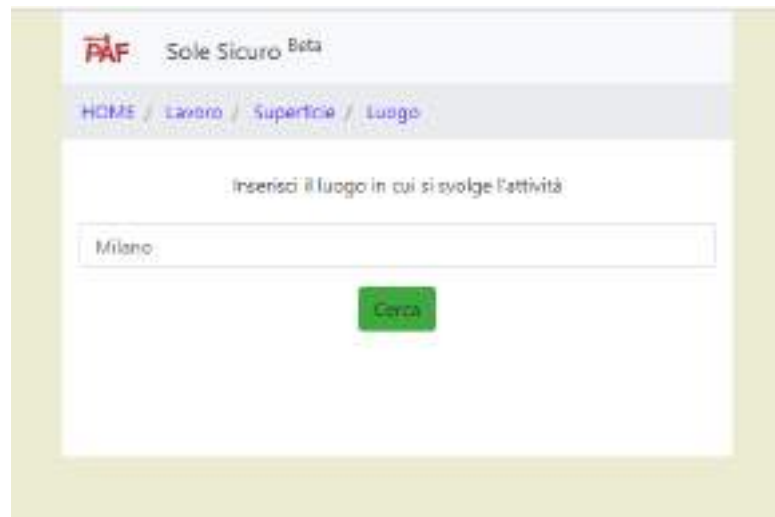 PAF Sole Sicuro Beta
HOME / Lavoro / Superficie / Luogo
Inserisci il luogo in cui si svolge l'attività
Milano
Cerca